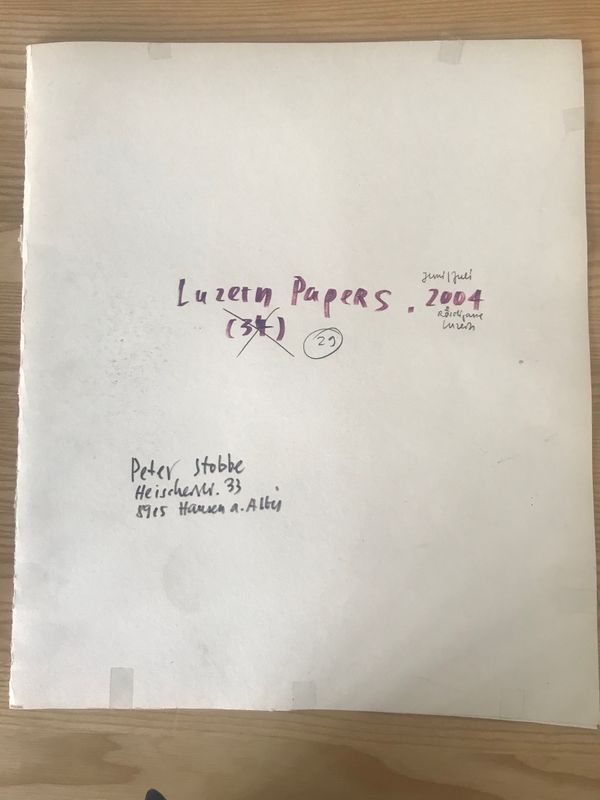 Juni/Juli
Luzern Papers . 2004
Luzern
(34) 29
Peter Stobbe
Heischerstr. 33
8915 Hausen a. Albis